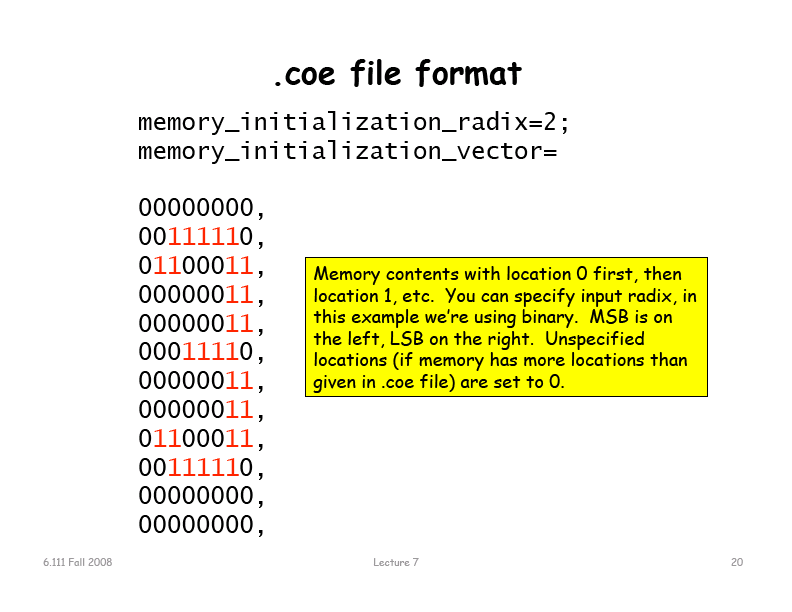 .coe file format
memory_initialization_radix=2;
memory_initialization_vector=
00000000,
00111110,
01100011,
00000011,
00000011,
00011110,
00000011,
00000011,
01100011,
00111110,
00000000,
00000000,
Memory contents with location 0 first, then
location 1, etc. You can specify input radix, in
this example we’re using binary. MSB is on
the left, LSB on the right. Unspecified
locations (if memory has more locations than
given in .coe file) are set to 0.
6.111 Fall 2008
Lecture 7
20